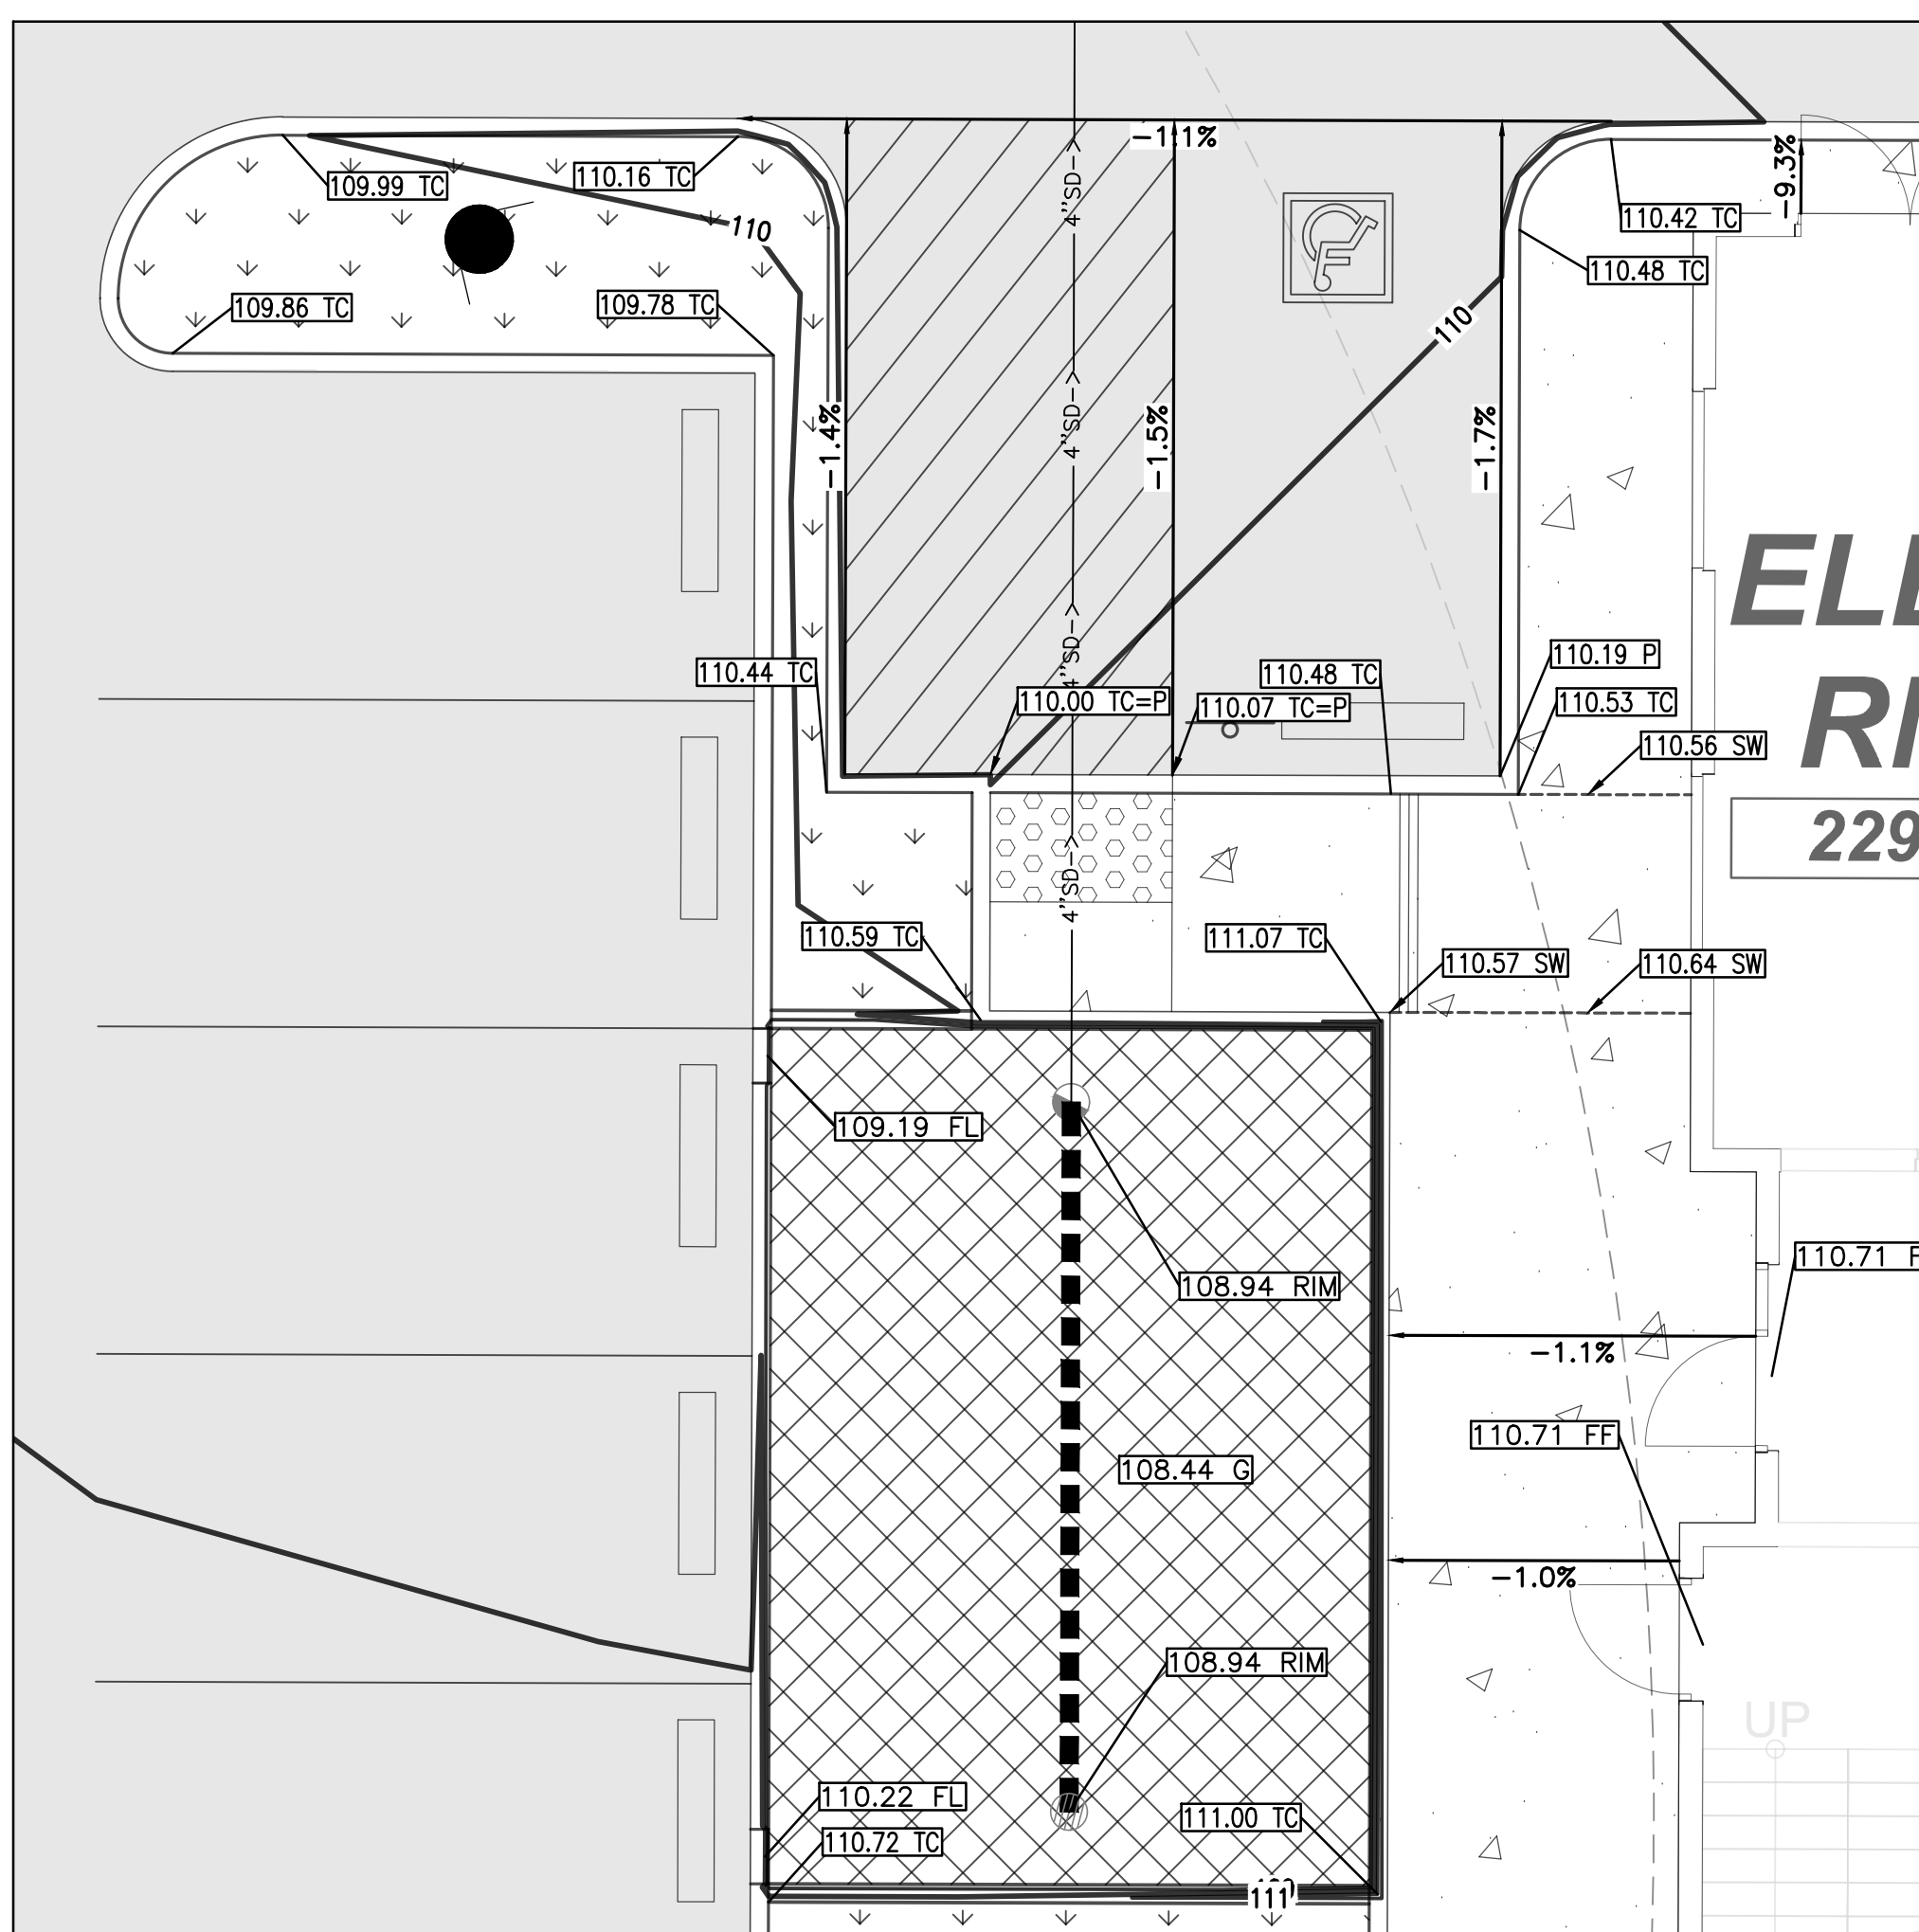 -1.1%
-9.3%
4"SD
109.99 TC
110.16 TC
110.42 TC
110
110.48 TC
109.86 TC
109.78 TC
110
-1.4%
4"SD
-1.5%
-1.7%
ELL
110.44 TC
4"SD
110.48 TC
110.19 P
110.00 TC=P
110.07 TC=P
110.53 TC
110.56 SW
229
4"SD
110.59 TC
111.07 TC
110.57 SW
110.64 SW
109.19 FL
108.94 RIM
110.71
-1.1%
110.71 FF
108.44 G
-1.0%
108.94 RIM
UP
110.22 FL
110.72 TC
111.00 TC
111